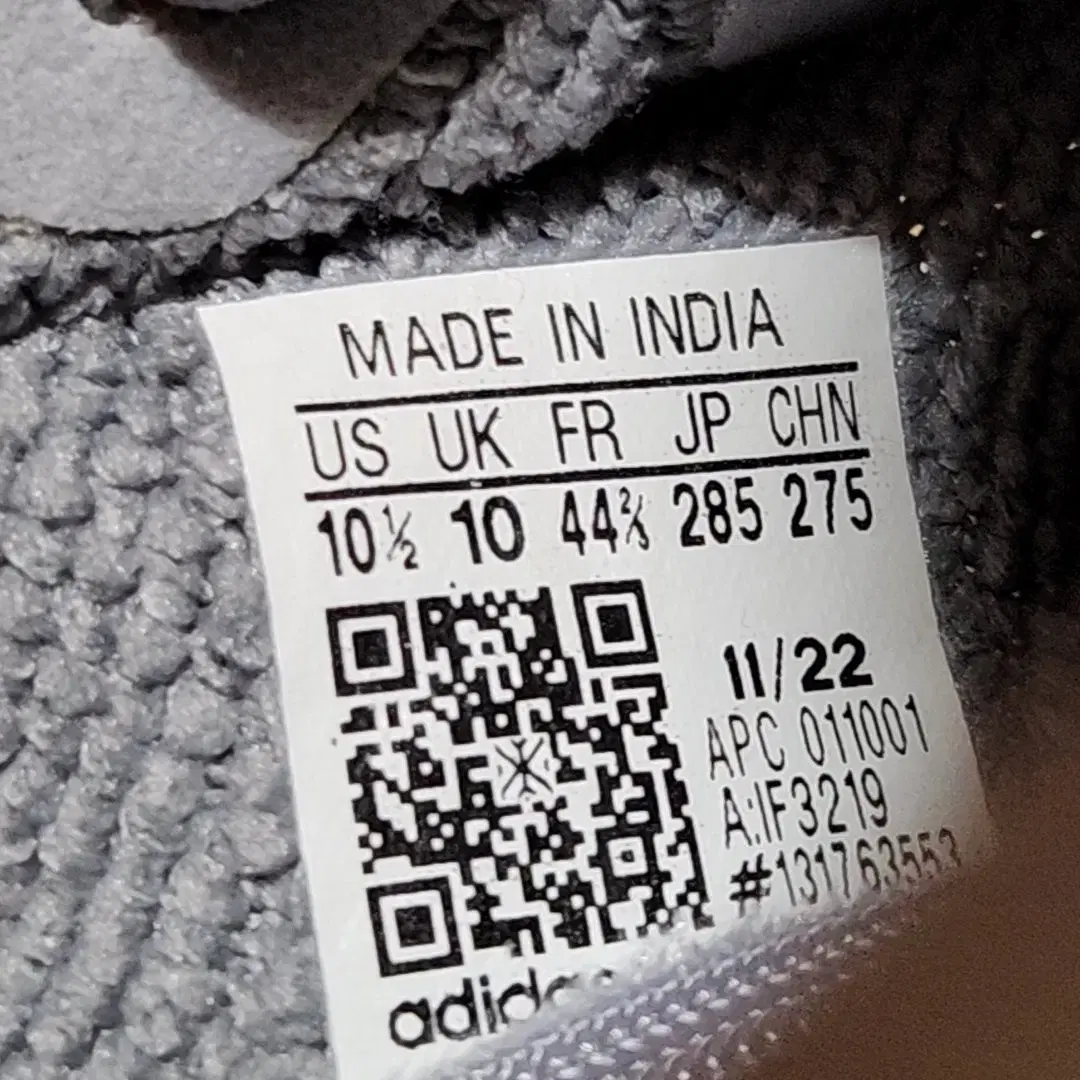 MADE IN INDIA
US UK FR JP CHN
10½ 10 44⅔ 285 275
11/22
APC 011001
A:IF3219
#131763553